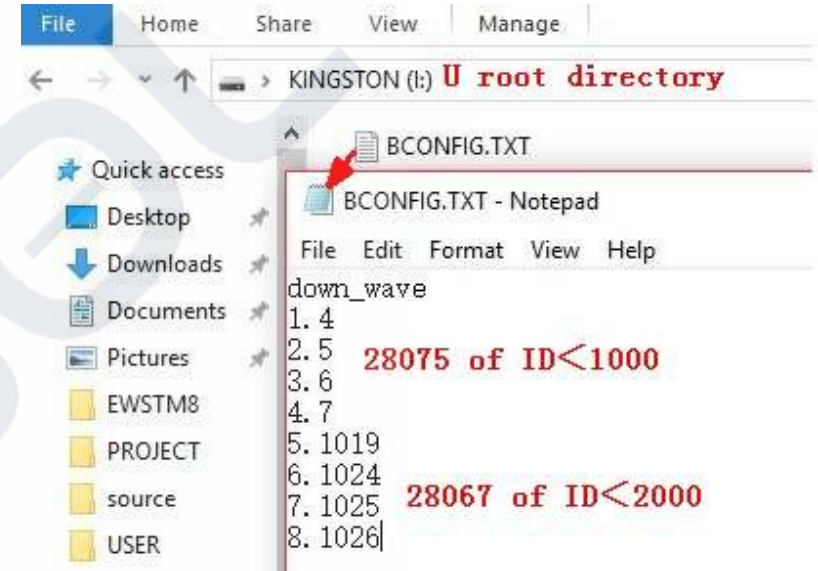 File Home Share View Manage
KINGSTON (I:) U root directory
BCONFIG.TXT
Quick access
Desktop
Downloads
Documents
Pictures
EWSTM8
PROJECT
source
USER
BCONFIG.TXT - Notepad
File Edit Format View Help
down_wave
1.4
2.5 28075 of ID<1000
3.6
4.7
5.1019
6.1024
7.1025 28067 of ID<2000
8.1026